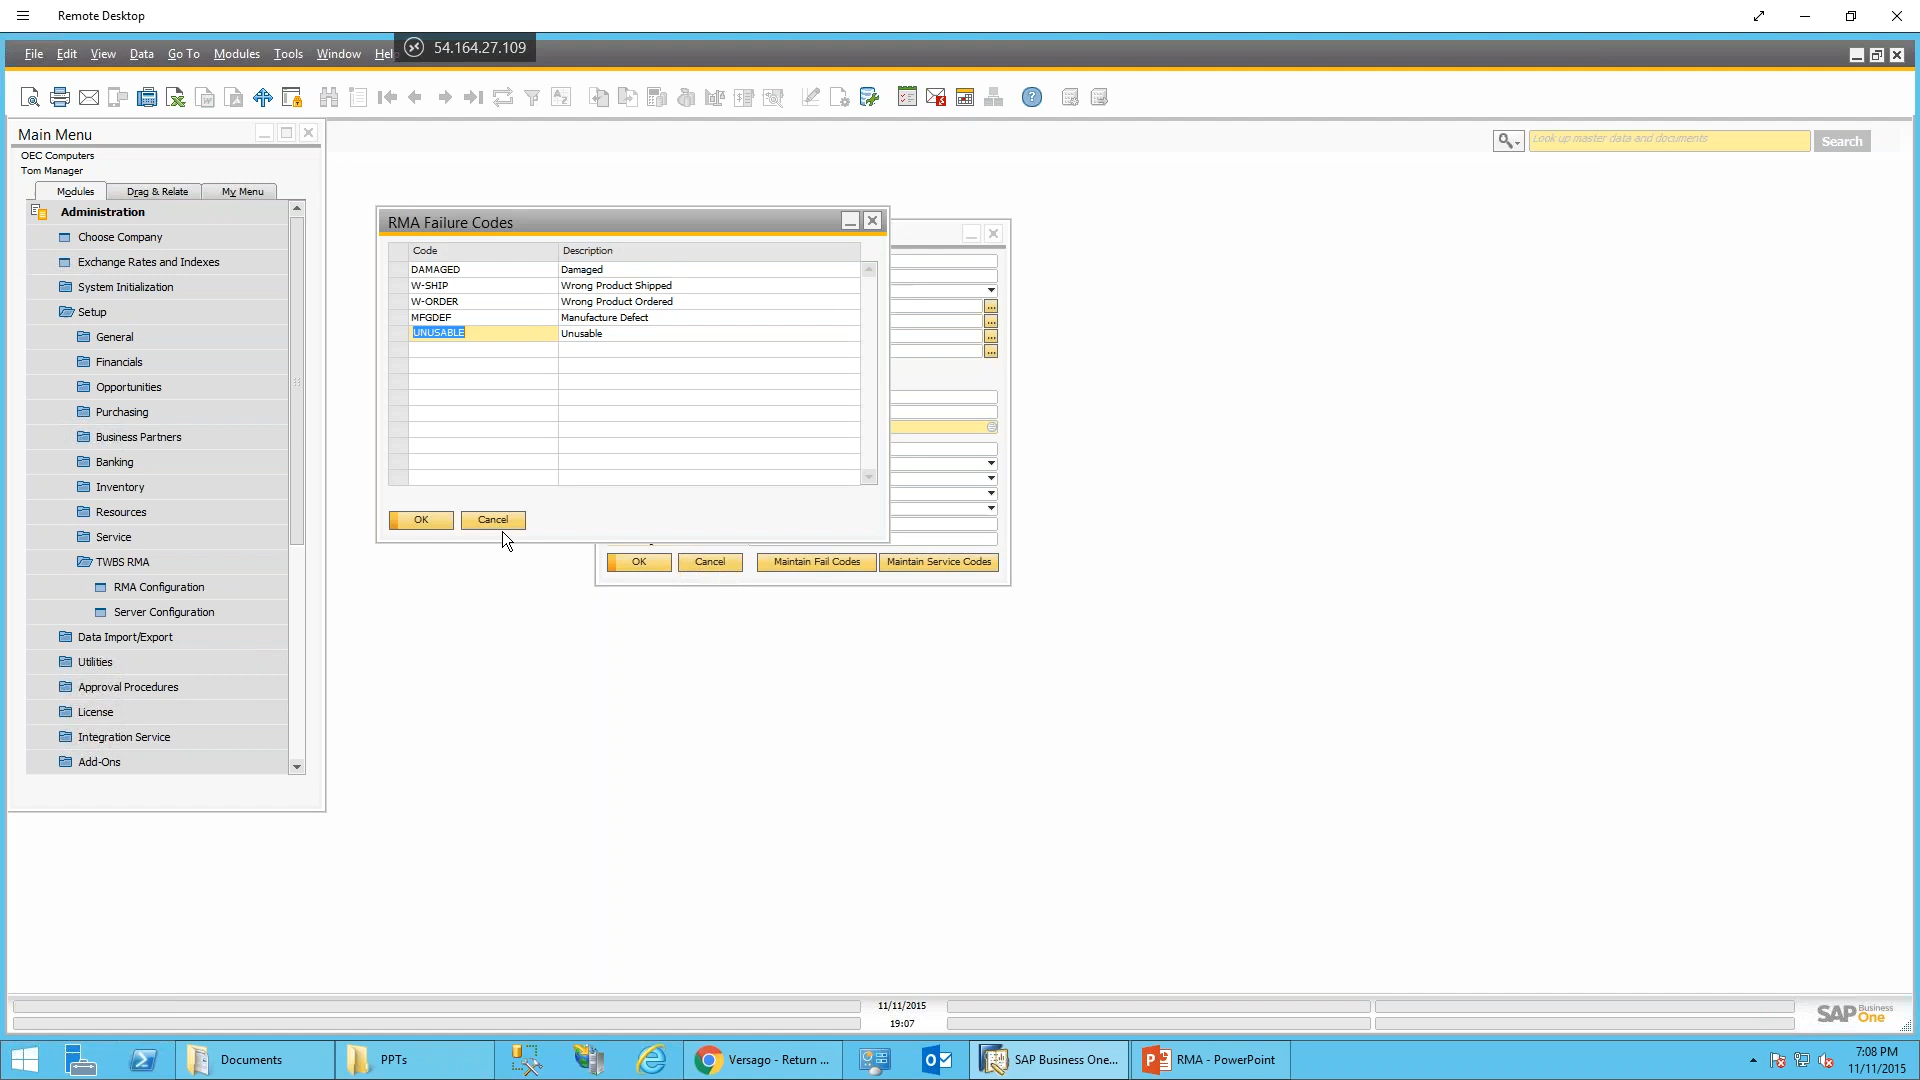 Remote Desktop
File Edit View Data Go To Modules Tools Window Help
54.164.27.109
Main Menu
OEC Computers
Tom Manager
Modules Drag & Relate My Menu
Look up master data and documents
Search
Administration
Choose Company
Exchange Rates and Indexes
System Initialization
Setup
General
Financials
Opportunities
Purchasing
Business Partners
Banking
Inventory
Resources
Service
TWBS RMA
RMA Configuration
Server Configuration
Data Import/Export
Utilities
Approval Procedures
License
Integration Service
Add-Ons
RMA Failure Codes
Code Description
DAMAGED Damaged
W-SHIP Wrong Product Shipped
W-ORDER Wrong Product Ordered
MFGDEF Manufacture Defect
UNUSABLE Unusable
OK Cancel
OK Cancel Maintain Fail Codes Maintain Service Codes
11/11/2015
19:07
SAP Business One
Documents
PPTs
Versago - Return ...
SAP Business One...
RMA - PowerPoint
7:08 PM
11/11/2015